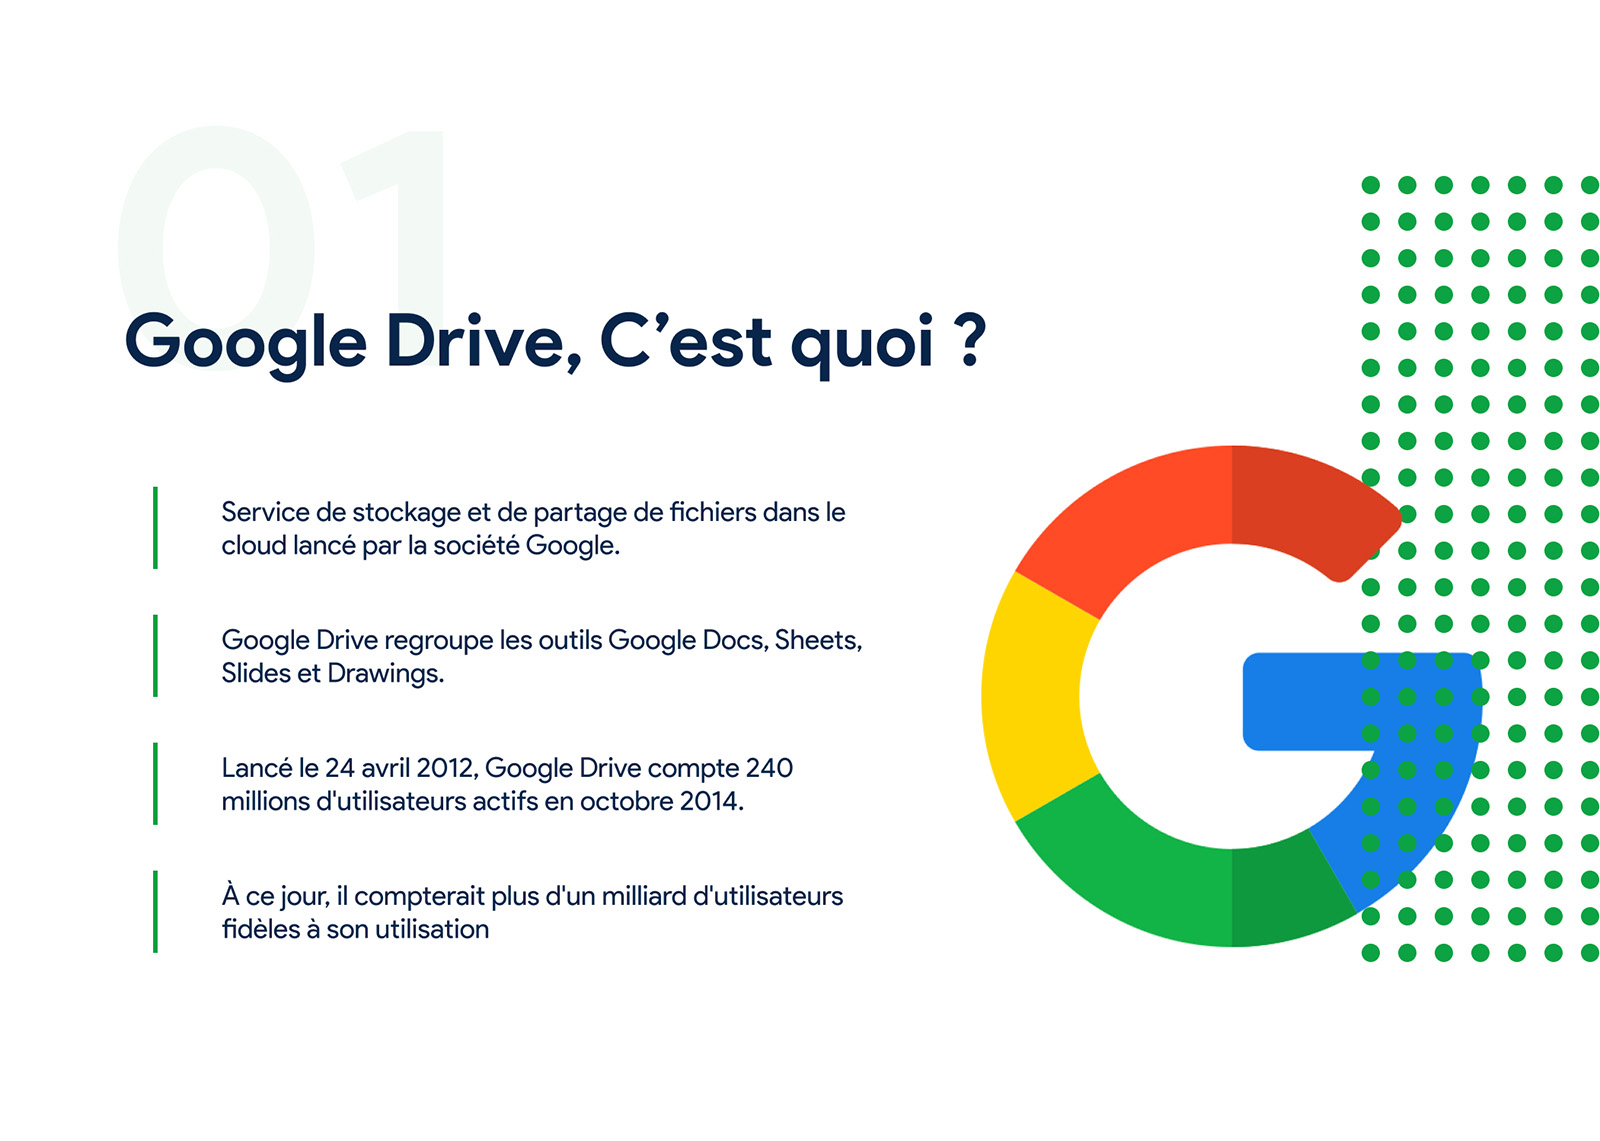 01
Google Drive, C’est quoi ?
Service de stockage et de partage de fichiers dans le
cloud lancé par la société Google.
Google Drive regroupe les outils Google Docs, Sheets,
Slides et Drawings.
Lancé le 24 avril 2012, Google Drive compte 240
millions d'utilisateurs actifs en octobre 2014.
À ce jour, il compterait plus d'un milliard d'utilisateurs
fidèles à son utilisation
G